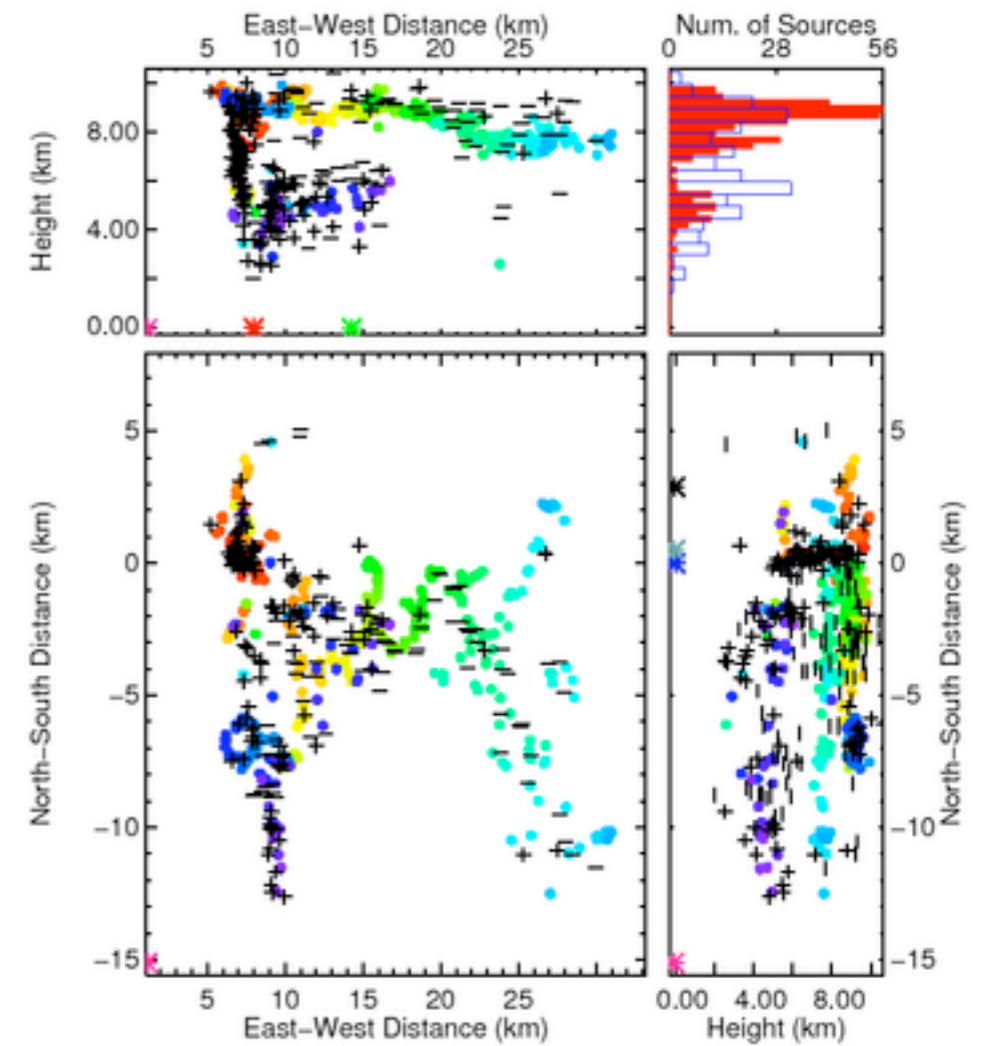 East−West Distance (km)
5 10 15 20 25
Num. of Sources
0 28 56
Height (km)
8.00
4.00
0.00
North−South Distance (km)
5
0
−5
−10
−15
5
0
−5
−10
−15
North−South Distance (km)
5 10 15 20 25
East−West Distance (km)
0.00 4.00 8.00
Height (km)